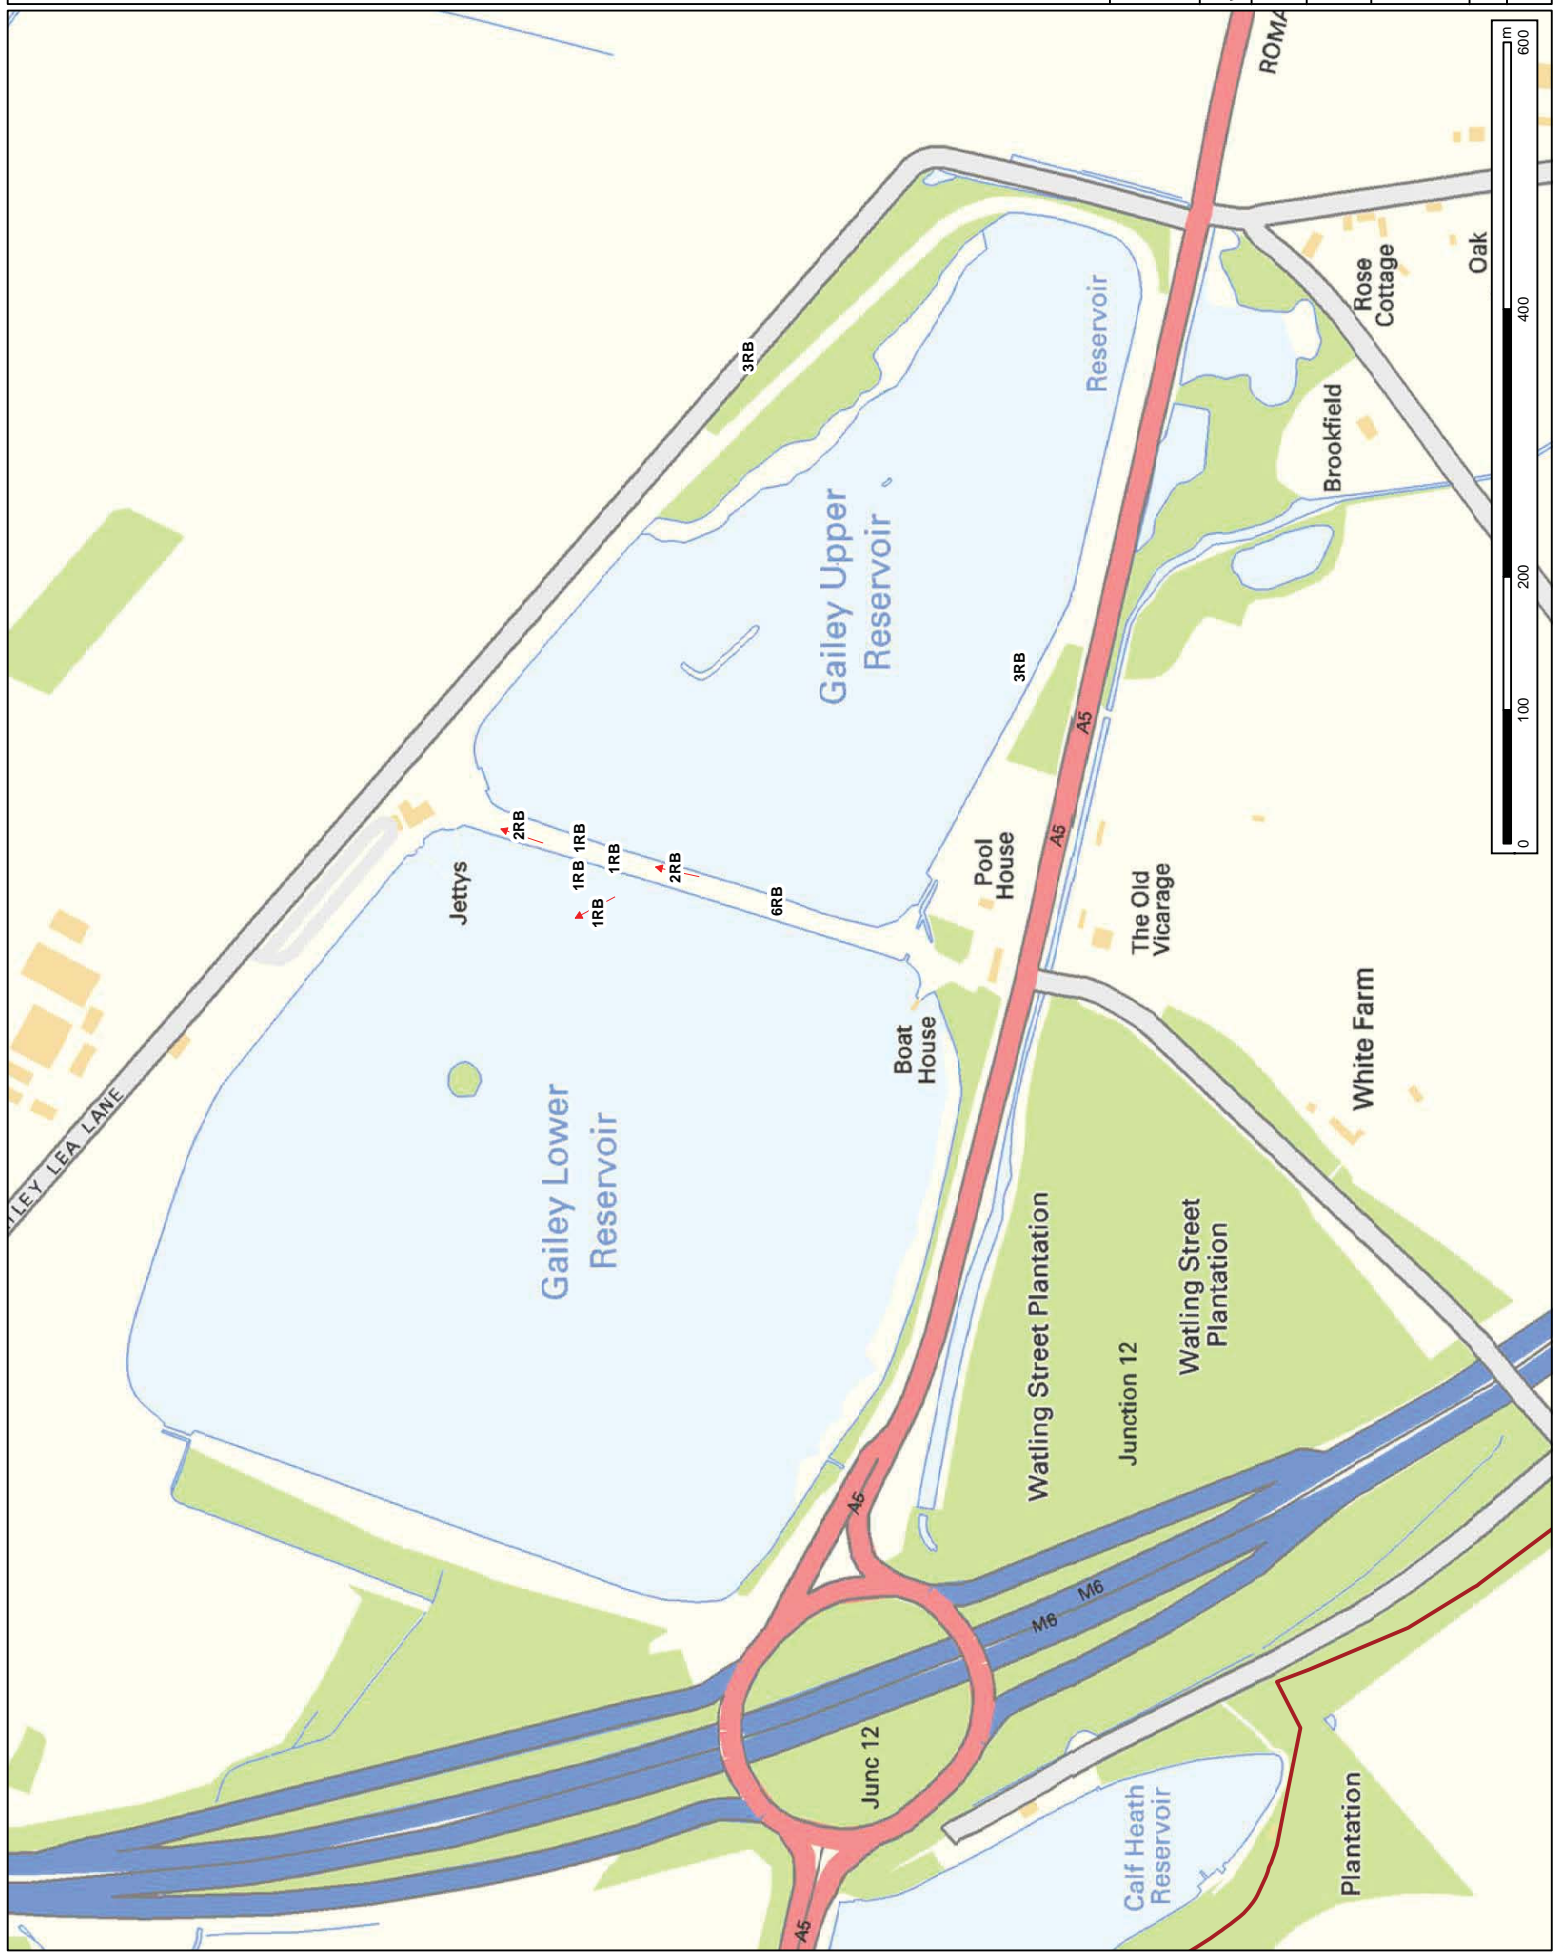 TLEY LEA LANE
Jettys
3RB
2RB
1RB
1RB
1RB
1RB
2RB
6RB
3RB
Gailey Upper
Reservoir
Reservoir
Gailey Lower
Reservoir
Boat
House
Pool
House
The Old
Vicarage
White Farm
Brookfield
Rose
Cottage
Oak
ROMA
A5
A5
A5
A5
Watling Street Plantation
Watling Street
Plantation
Junction 12
M6
M6
Junc 12
Calf Heath
Reservoir
Plantation
0
100
200
400
600
m